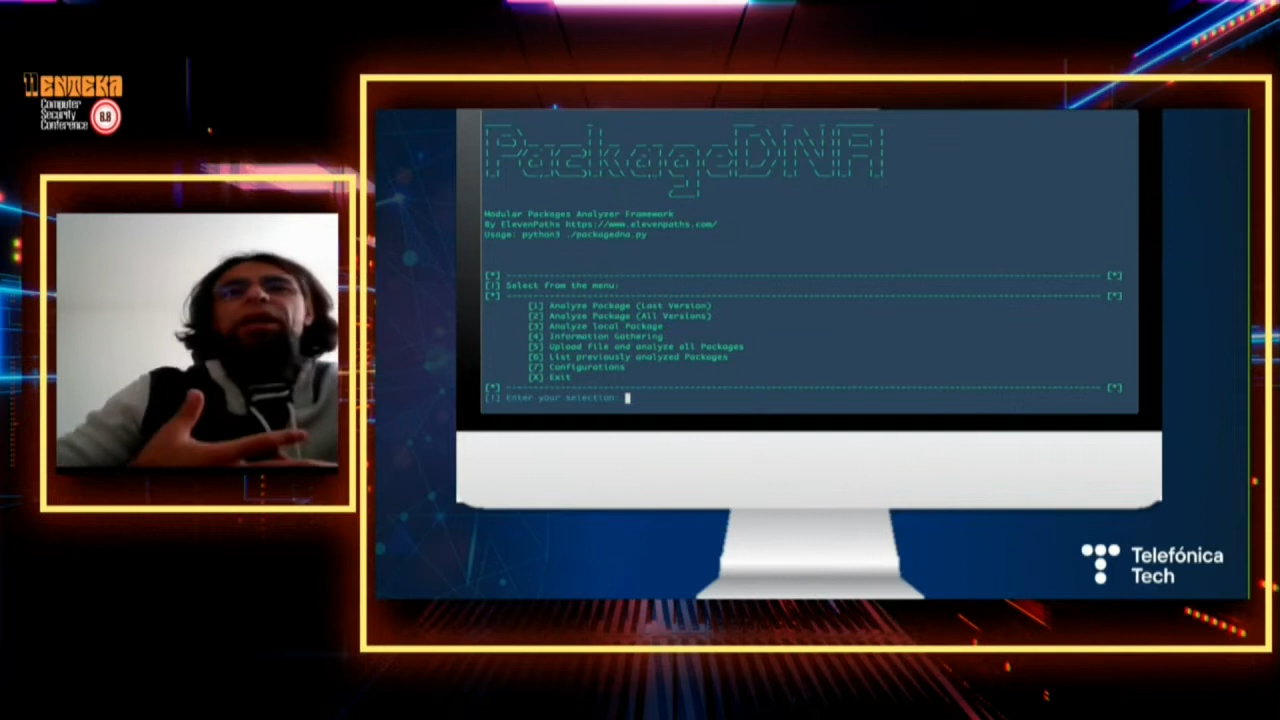 11ENTEKA
Computer
Security
Conference
8.8
PackageDNA
Modular Packages Analyzer Framework
By ElevenPaths https://www.elevenpaths.com/
Usage: python3 ./packagedna.py
[*] ---------------------------------------------------------------- [*]
[!] Select from the menu:
[*] ---------------------------------------------------------------- [*]
[1] Analyze Package (Last Version)
[2] Analyze Package (All Versions)
[3] Analyze local Package
[4] Information Gathering
[5] Upload file and analyze all Packages
[6] List previously analyzed Packages
[7] Configurations
[X] Exit
[*] ---------------------------------------------------------------- [*]
[!] Enter your selection:
Telefónica
Tech